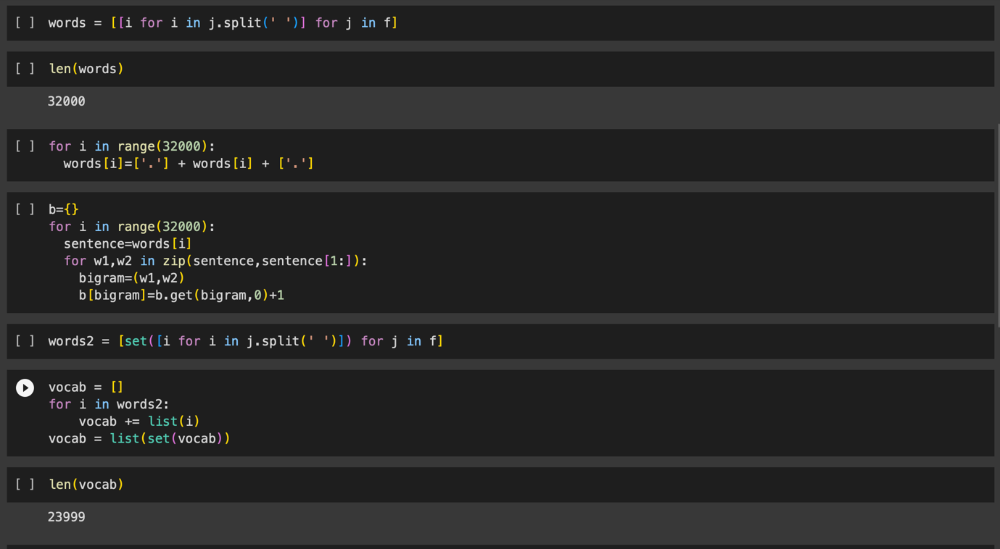 [ ] words = [[i for i in j.split(' ')] for j in f]
[ ] len(words)
32000
[ ] for i in range(32000):
words[i]=['.'] + words[i] + ['.']
[ ] b={}
for i in range(32000):
sentence=words[i]
for w1,w2 in zip(sentence,sentence[1:]):
bigram=(w1,w2)
b[bigram]=b.get(bigram,0)+1
[ ] words2 = [set([i for i in j.split(' ')]) for j in f]
vocab = []
for i in words2:
vocab += list(i)
vocab = list(set(vocab))
[ ] len(vocab)
23999